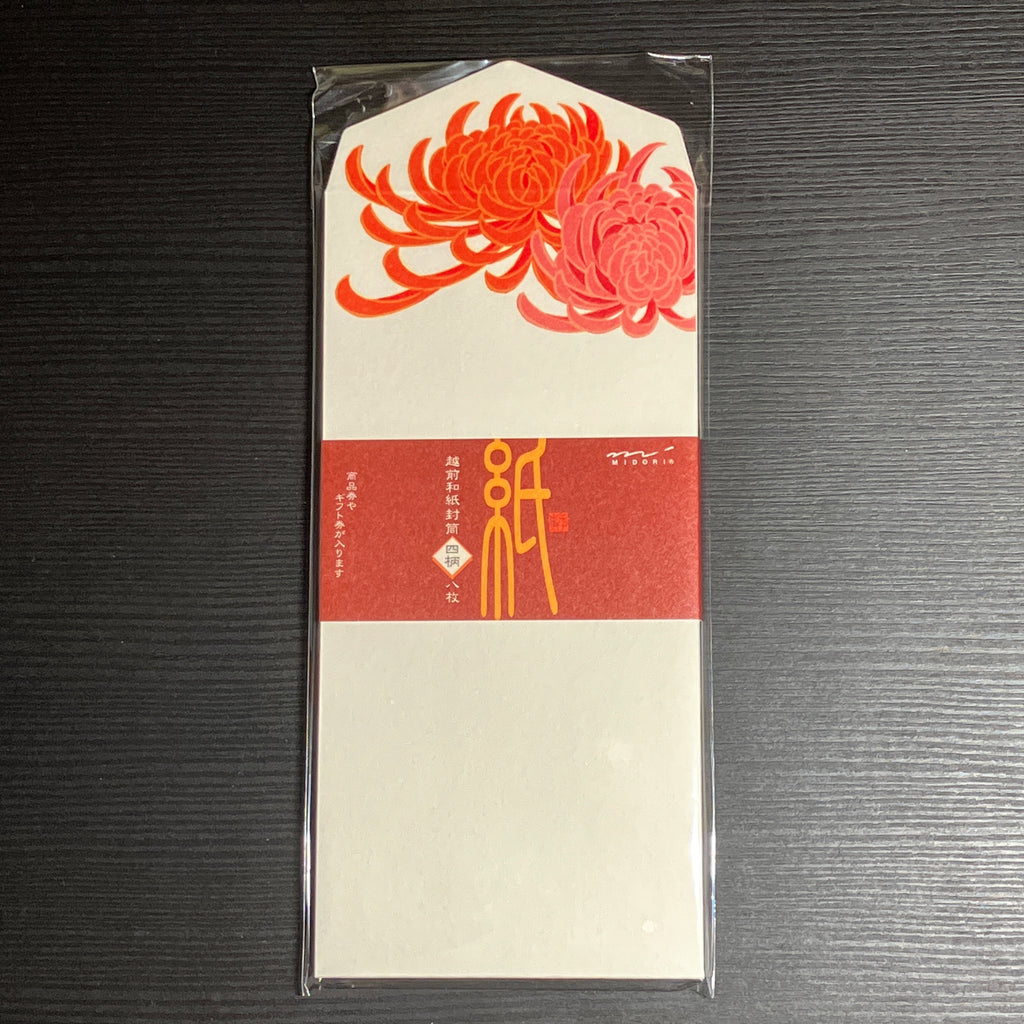 紙
MIDORI®
越前和紙封筒 四柄 八枚
商品券や
ギフト券が入ります